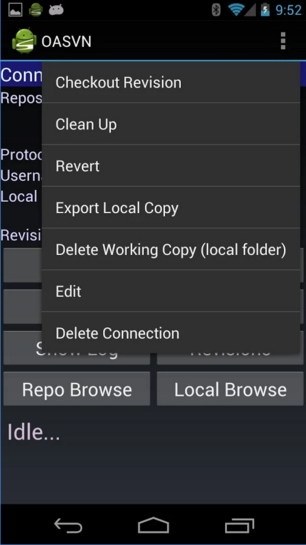 9:52
OASVN
Conn
Repos
Checkout Revision
Clean Up
Protoc
Revert
Usern
Local
Export Local Copy
Revisi
Delete Working Copy (local folder)
Edit
Delete Connection
Show Log
Revisions
Repo Browse
Local Browse
Idle...